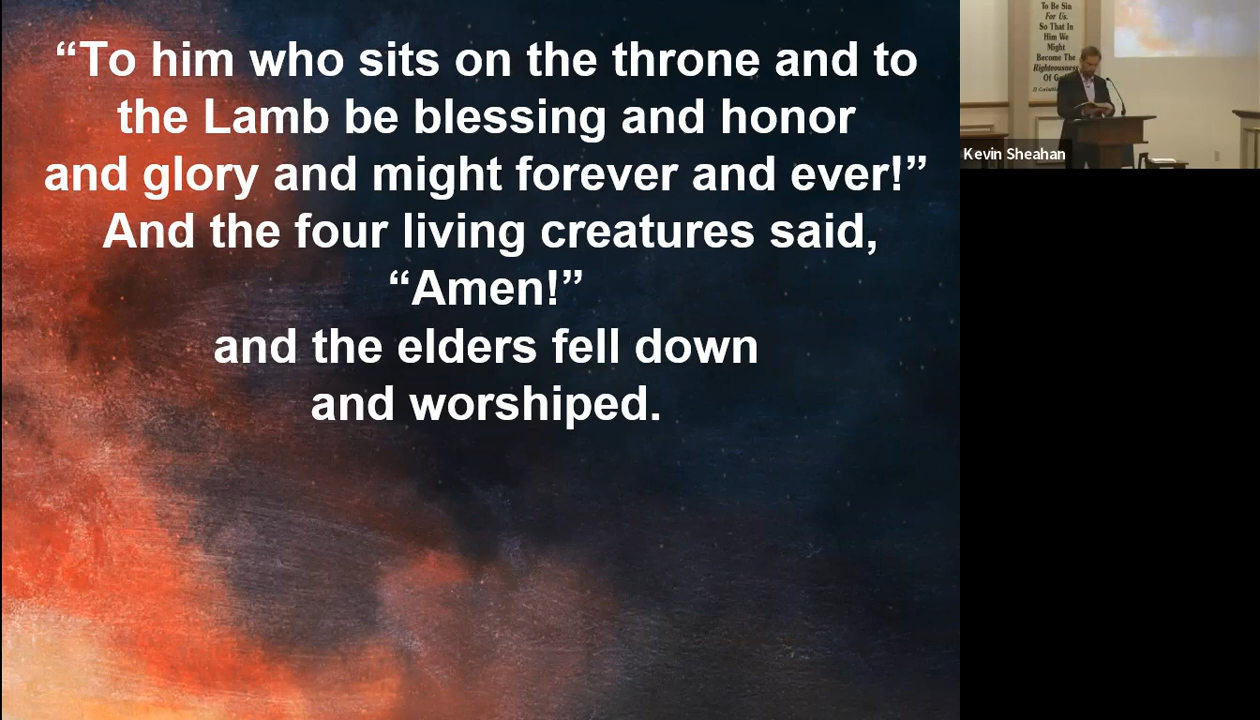 “To him who sits on the throne and to
the Lamb be blessing and honor
and glory and might forever and ever!”
And the four living creatures said,
“Amen!”
and the elders fell down
and worshiped.
To Be Sin
For Us,
So That In
Him We
Might
Become The
Righteousness
Of
Kevin Sheahan